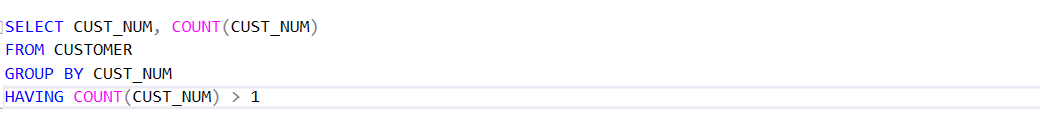 SELECT CUST_NUM, COUNT(CUST_NUM)
FROM CUSTOMER
GROUP BY CUST_NUM
HAVING COUNT(CUST_NUM) > 1